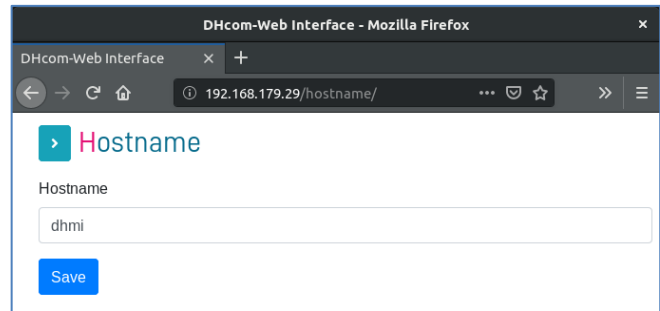 DHcom-Web Interface - Mozilla Firefox
DHcom-Web Interface
192.168.179.29/hostname/
Hostname
Hostname
dhmi
Save